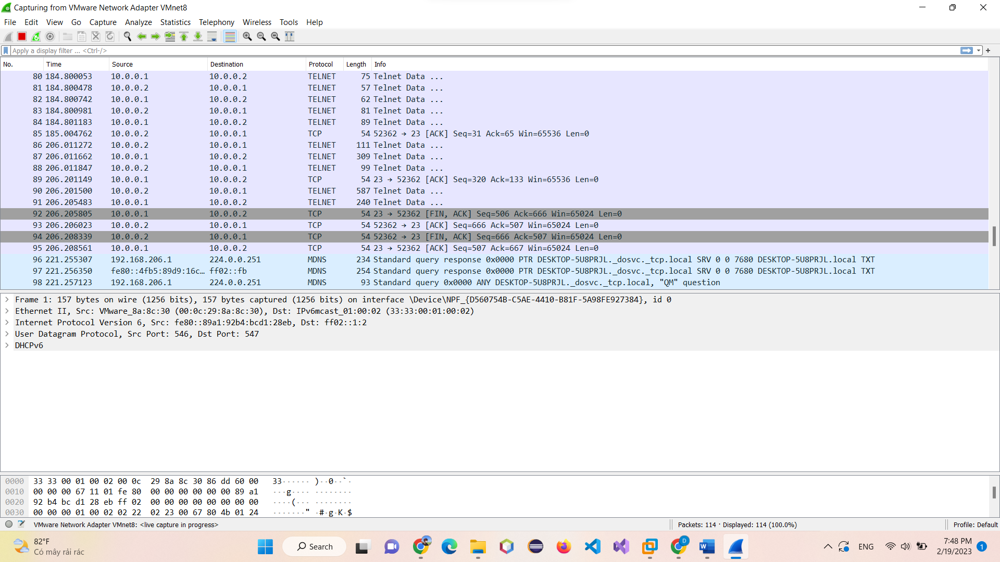 Capturing from VMware Network Adapter VMnet8
File Edit View Go Capture Analyze Statistics Telephony Wireless Tools Help
Apply a display filter ... <Ctrl-/>
No. Time Source Destination Protocol Length Info
80 184.800053 10.0.0.1 10.0.0.2 TELNET 75 Telnet Data ...
81 184.800478 10.0.0.2 10.0.0.1 TELNET 57 Telnet Data ...
82 184.800742 10.0.0.1 10.0.0.2 TELNET 62 Telnet Data ...
83 184.800981 10.0.0.2 10.0.0.1 TELNET 81 Telnet Data ...
84 184.801183 10.0.0.1 10.0.0.2 TELNET 89 Telnet Data ...
85 185.004762 10.0.0.2 10.0.0.1 TCP 54 52362 → 23 [ACK] Seq=31 Ack=65 Win=65536 Len=0
86 206.011272 10.0.0.2 10.0.0.1 TELNET 111 Telnet Data ...
87 206.011662 10.0.0.1 10.0.0.2 TELNET 309 Telnet Data ...
88 206.011847 10.0.0.2 10.0.0.1 TELNET 99 Telnet Data ...
89 206.201149 10.0.0.1 10.0.0.2 TCP 54 23 → 52362 [ACK] Seq=320 Ack=133 Win=65536 Len=0
90 206.201500 10.0.0.2 10.0.0.1 TELNET 587 Telnet Data ...
91 206.205483 10.0.0.1 10.0.0.2 TELNET 240 Telnet Data ...
92 206.205805 10.0.0.1 10.0.0.2 TCP 54 23 → 52362 [FIN, ACK] Seq=506 Ack=666 Win=65024 Len=0
93 206.206023 10.0.0.2 10.0.0.1 TCP 54 52362 → 23 [ACK] Seq=666 Ack=507 Win=65024 Len=0
94 206.208339 10.0.0.2 10.0.0.1 TCP 54 52362 → 23 [FIN, ACK] Seq=666 Ack=507 Win=65024 Len=0
95 206.208561 10.0.0.1 10.0.0.2 TCP 54 23 → 52362 [ACK] Seq=507 Ack=667 Win=65024 Len=0
96 221.255307 192.168.206.1 224.0.0.251 MDNS 234 Standard query response 0x0000 PTR DESKTOP-5U8PRJL._dosvc._tcp.local SRV 0 0 7680 DESKTOP-5U8PRJL.local TXT
97 221.256350 fe80::4fb5:89d9:16c… ff02::fb MDNS 254 Standard query response 0x0000 PTR DESKTOP-5U8PRJL._dosvc._tcp.local SRV 0 0 7680 DESKTOP-5U8PRJL.local TXT
98 221.257123 192.168.206.1 224.0.0.251 MDNS 93 Standard query 0x0000 ANY DESKTOP-5U8PRJL._dosvc._tcp.local, "QM" question
Frame 1: 157 bytes on wire (1256 bits), 157 bytes captured (1256 bits) on interface \Device\NPF_{D560754B-C5AE-4410-B81F-5A98FE927384}, id 0
Ethernet II, Src: VMware_8a:8c:30 (00:0c:29:8a:8c:30), Dst: IPv6mcast_01:00:02 (33:33:00:01:00:02)
Internet Protocol Version 6, Src: fe80::89a1:92b4:bcd1:28eb, Dst: ff02::1:2
User Datagram Protocol, Src Port: 546, Dst Port: 547
DHCPv6
0000 33 33 00 01 00 02 00 0c 29 8a 8c 30 86 dd 60 00 33······ )··0··`·
0010 00 00 00 67 11 01 fe 80 00 00 00 00 00 00 89 a1 ···g···· ········
0020 92 b4 bc d1 28 eb ff 02 00 00 00 00 00 00 00 00 ····(··· ········
0030 00 00 00 01 00 02 02 22 02 23 00 67 80 4b 01 24 ·······" ·#·g·K·$
VMware Network Adapter VMnet8: <live capture in progress>
Packets: 114 · Displayed: 114 (100.0%)
Profile: Default
82°F
Có mây rải rác
Search
D
ENG
7:48 PM
2/19/2023
1